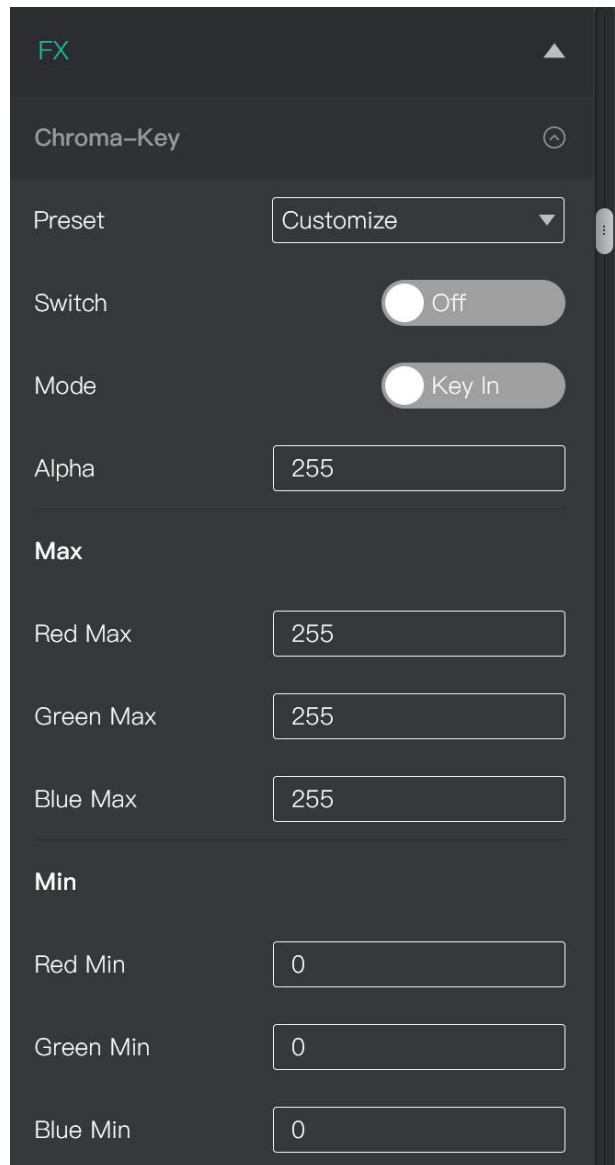 FX
Chroma-Key
Preset Customize
Switch Off
Mode Key In
Alpha 255
Max
Red Max 255
Green Max 255
Blue Max 255
Min
Red Min 0
Green Min 0
Blue Min 0